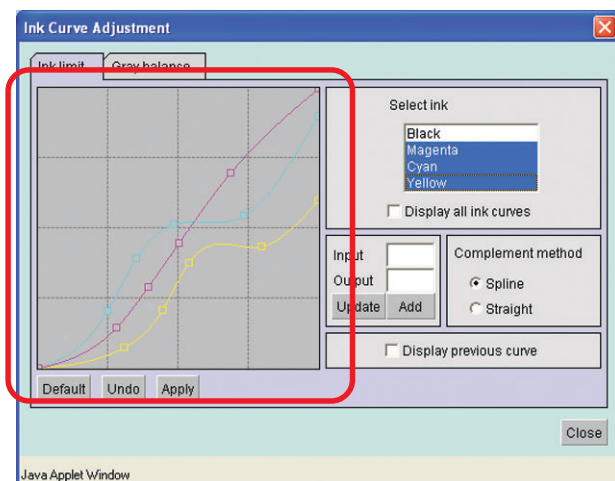 Ink Curve Adjustment
Ink limit
Gray balance
Select ink
Black
Magenta
Cyan
Yellow
Display all ink curves
Input
Output
Update Add
Complement method
Spline
Straight
Display previous curve
Default Undo Apply
Close
Java Applet Window